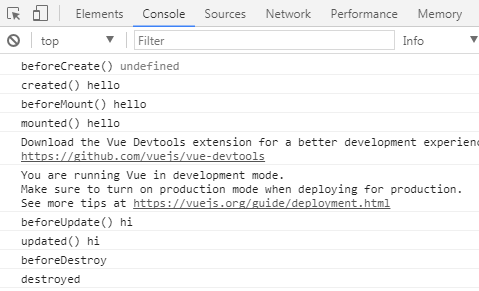 Elements Console Sources Network Performance Memory
top Filter Info
beforeCreate() undefined
created() hello
beforeMount() hello
mounted() hello
Download the Vue Devtools extension for a better development
https://github.com/vuejs/vue-devtools
You are running Vue in development mode.
Make sure to turn on production mode when deploying for production.
See more tips at https://vuejs.org/guide/deployment.html
beforeUpdate() hi
updated() hi
beforeDestroy
destroyed